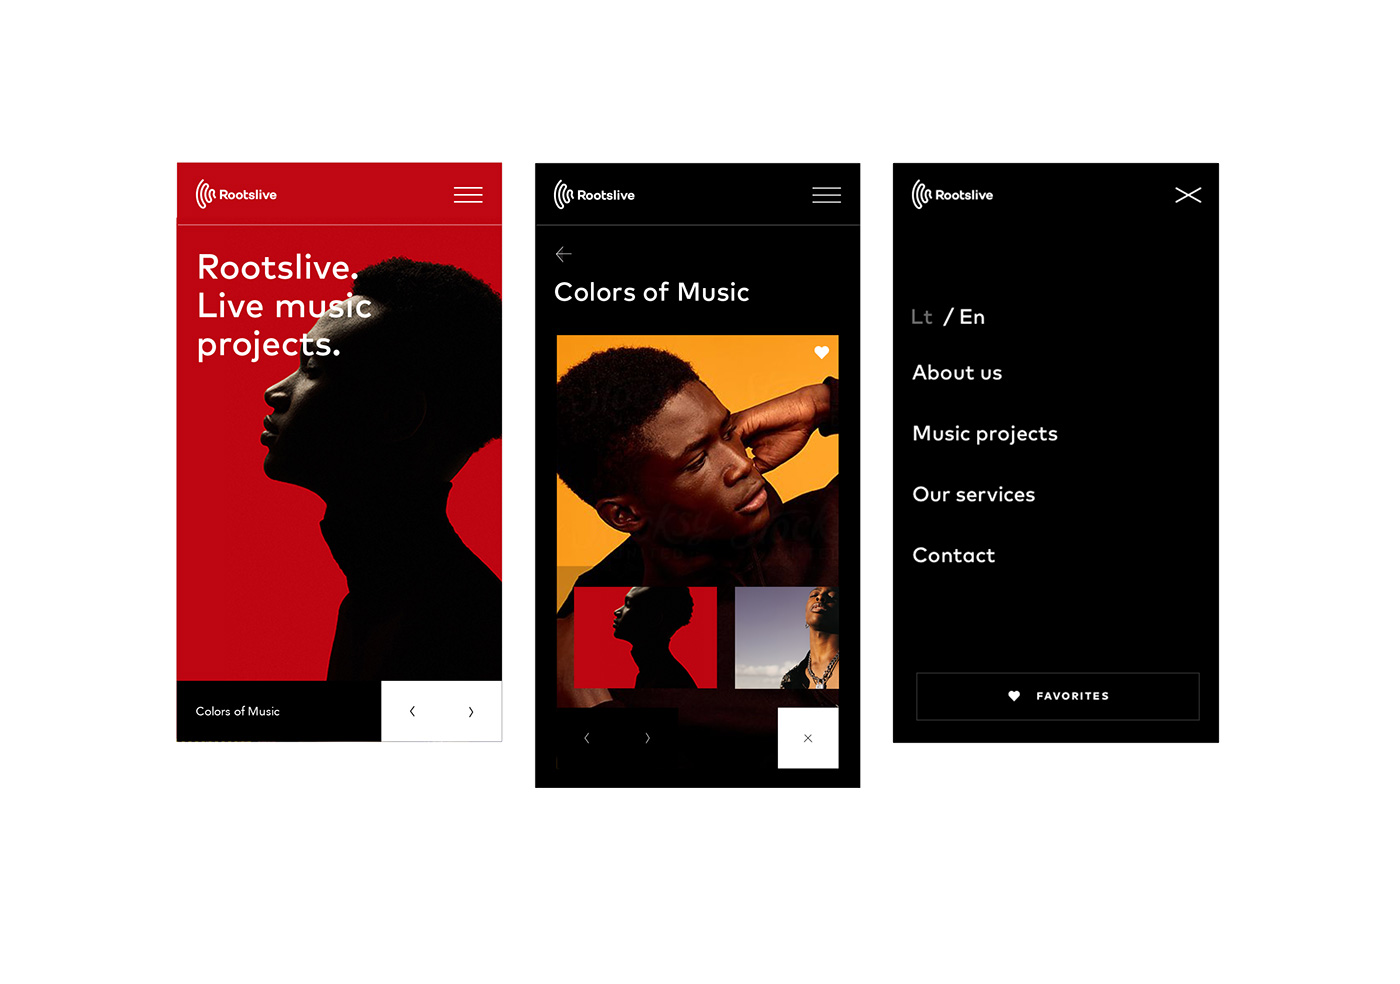 Rootslive
Rootslive.
Live music
projects.
Colors of Music
Rootslive
Colors of Music
Rootslive
Lt / En
About us
Music projects
Our services
Contact
FAVORITES